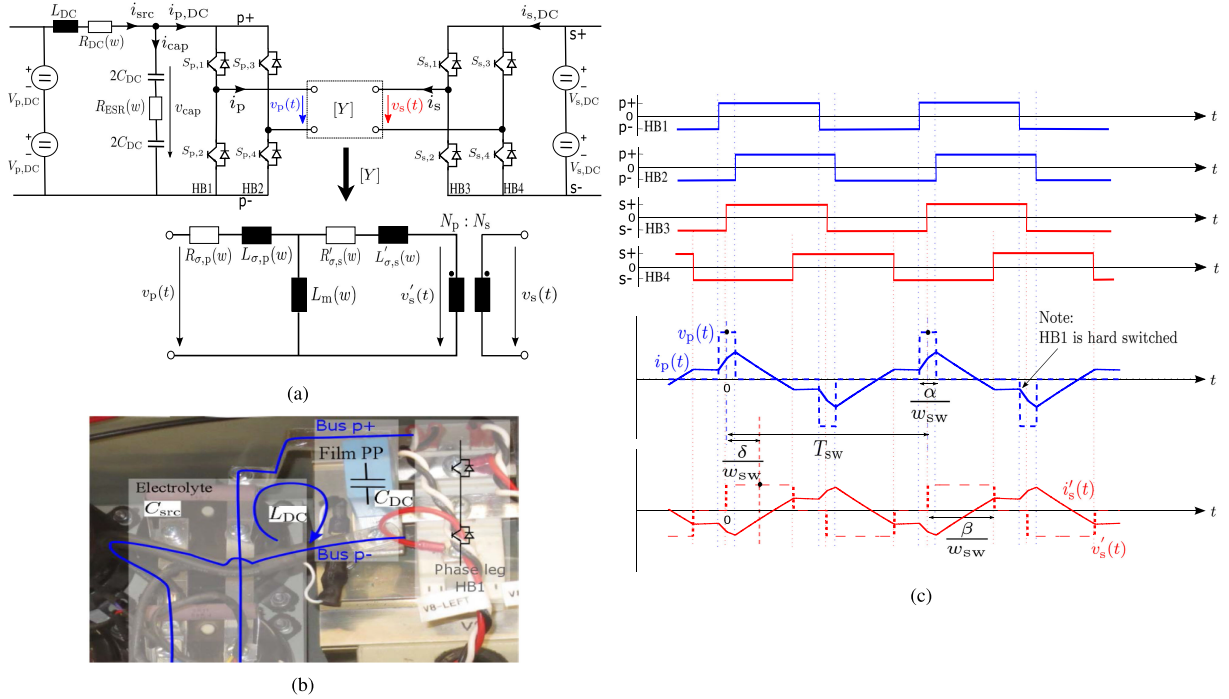 L_DC
i_src
i_p,DC
p+
i_s,DC
R_DC(w)
i_cap
s+
S_p,1
S_p,3
S_s,1
S_s,3
2C_DC
V_p,DC
R_ESR(w)
v_cap
i_p
v_p(t)
[Y]
v_s(t)
i_s
V_s,DC
2C_DC
V_p,DC
S_p,2
S_p,4
S_s,2
S_s,4
V_s,DC
HB1
HB2
HB3
HB4
p-
[Y]
s-
N_p : N_s
R_σ,p(w)
L_σ,p(w)
R'_σ,s(w)
L'_σ,s(w)
v_p(t)
L_m(w)
v'_s(t)
v_s(t)
(a)
Bus p+
Film PP
Electrolyte
C_src
L_DC
C_DC
Bus p-
Phase leg
HB1
V8-LEFT
(b)
p+
0
p-
HB1
t
p+
0
p-
HB2
t
s+
0
s-
HB3
t
s+
0
s-
HB4
t
Note:
HB1 is hard switched
v_p(t)
i_p(t)
0
α
w_sw
t
T_sw
δ
w_sw
i'_s(t)
0
t
β
w_sw
v'_s(t)
(c)